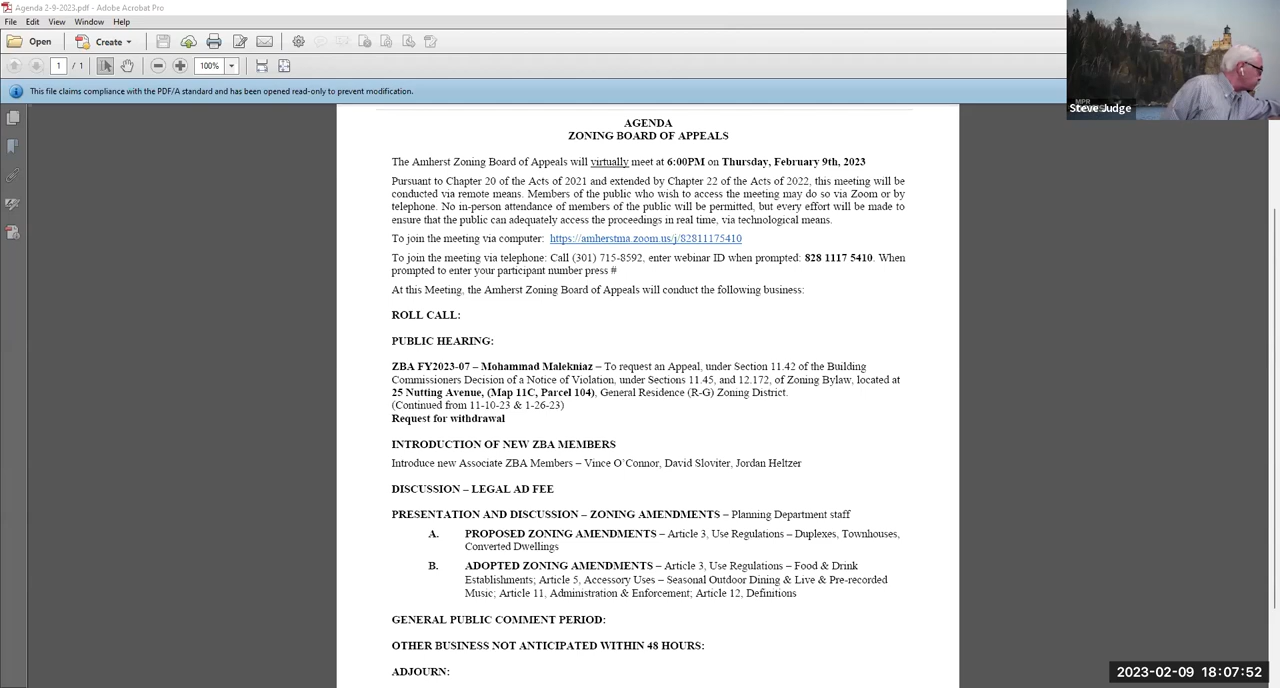 Agenda 2-9-2023.pdf - Adobe Acrobat Pro
File Edit View Window Help
Open Create
1 / 1 100%
This file claims compliance with the PDF/A standard and has been opened read-only to prevent modification.
MPR
Steve Judge
AGENDA
ZONING BOARD OF APPEALS
The Amherst Zoning Board of Appeals will virtually meet at 6:00PM on Thursday, February 9th, 2023
Pursuant to Chapter 20 of the Acts of 2021 and extended by Chapter 22 of the Acts of 2022, this meeting will be
conducted via remote means. Members of the public who wish to access the meeting may do so via Zoom or by
telephone. No in-person attendance of members of the public will be permitted, but every effort will be made to
ensure that the public can adequately access the proceedings in real time, via technological means.
To join the meeting via computer: https://amherstma.zoom.us/j/82811175410
To join the meeting via telephone: Call (301) 715-8592, enter webinar ID when prompted: 828 1117 5410. When
prompted to enter your participant number press #
At this Meeting, the Amherst Zoning Board of Appeals will conduct the following business:
ROLL CALL:
PUBLIC HEARING:
ZBA FY2023-07 – Mohammad Malekniaz – To request an Appeal, under Section 11.42 of the Building
Commissioners Decision of a Notice of Violation, under Sections 11.45, and 12.172, of Zoning Bylaw, located at
25 Nutting Avenue, (Map 11C, Parcel 104), General Residence (R-G) Zoning District.
(Continued from 11-10-23 & 1-26-23)
Request for withdrawal
INTRODUCTION OF NEW ZBA MEMBERS
Introduce new Associate ZBA Members – Vince O`Connor, David Sloviter, Jordan Heltzer
DISCUSSION – LEGAL AD FEE
PRESENTATION AND DISCUSSION – ZONING AMENDMENTS – Planning Department staff
A. PROPOSED ZONING AMENDMENTS – Article 3, Use Regulations – Duplexes, Townhouses,
Converted Dwellings
B. ADOPTED ZONING AMENDMENTS – Article 3, Use Regulations – Food & Drink
Establishments; Article 5, Accessory Uses – Seasonal Outdoor Dining & Live & Pre-recorded
Music; Article 11, Administration & Enforcement; Article 12, Definitions
GENERAL PUBLIC COMMENT PERIOD:
OTHER BUSINESS NOT ANTICIPATED WITHIN 48 HOURS:
ADJOURN:
2023-02-09 18:07:52